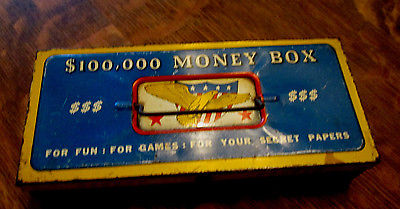 $100,000 MONEY BOX
$$$ $$$
FOR FUN : FOR GAMES : FOR YOUR SECRET PAPERS